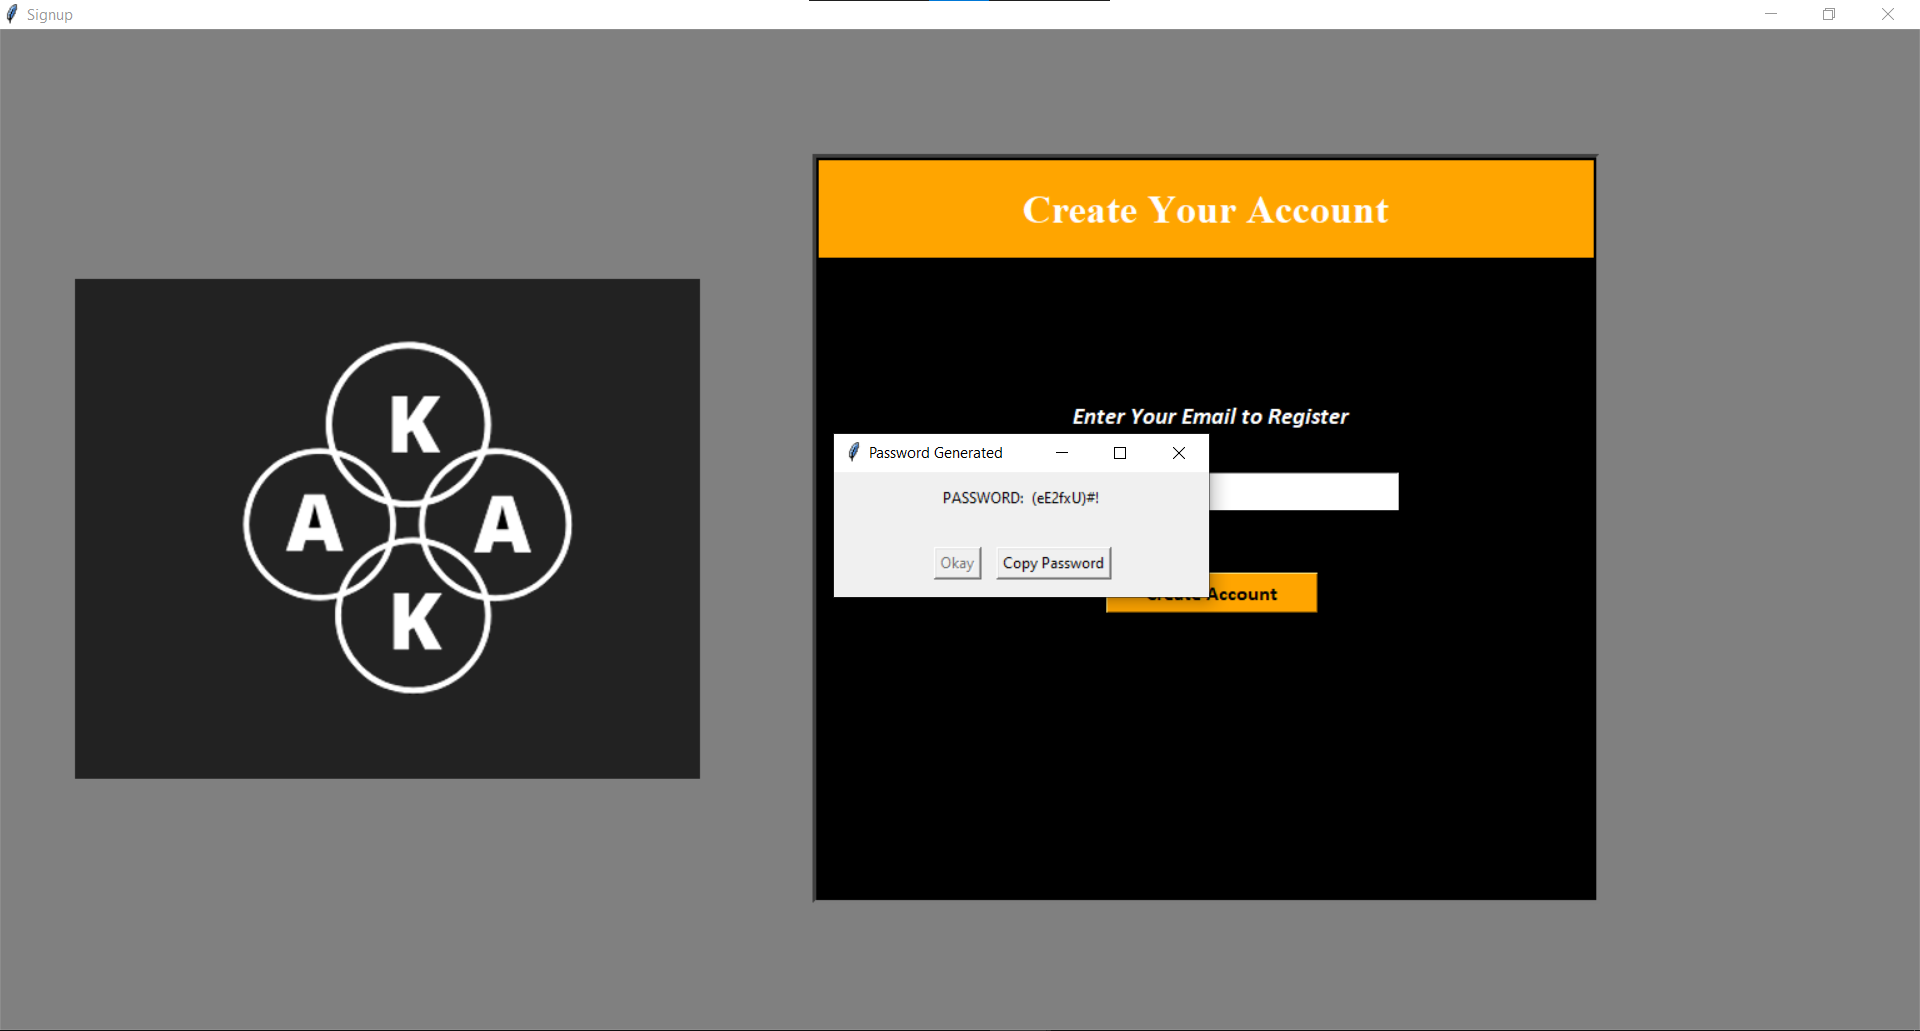 Signup
Create Your Account
K
A A
K
Enter Your Email to Register
Password Generated
PASSWORD: (eE2fxU)#!
Okay Copy Password
Account